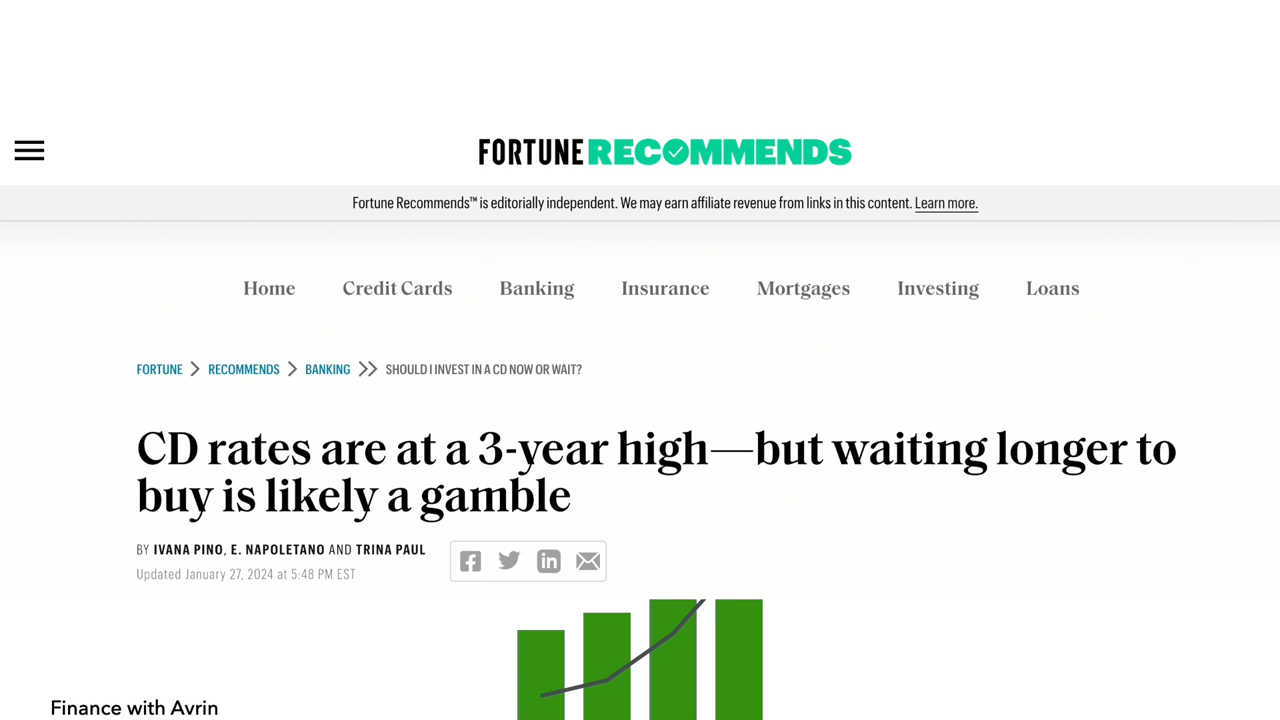 FORTUNE RECOMMENDS
Fortune Recommends™ is editorially independent. We may earn affiliate revenue from links in this content. Learn more.
Home Credit Cards Banking Insurance Mortgages Investing Loans
FORTUNE RECOMMENDS BANKING SHOULD I INVEST IN A CD NOW OR WAIT?
CD rates are at a 3-year high—but waiting longer to
buy is likely a gamble
BY IVANA PINO, E. NAPOLETANO AND TRINA PAUL
Updated January 27, 2024 at 5:48 PM EST
Finance with Avrin